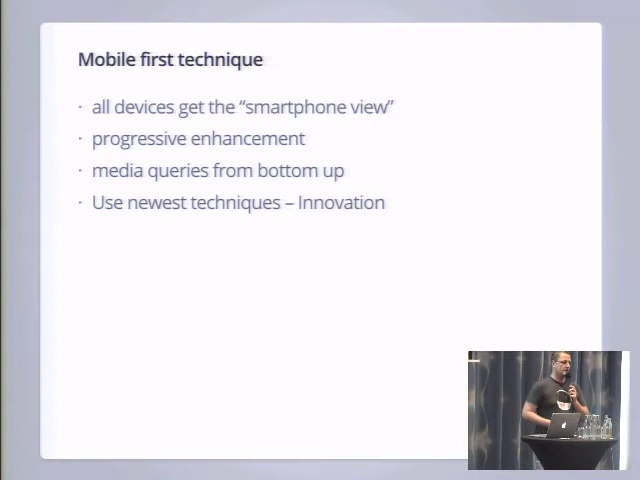 Mobile first technique
· all devices get the “smartphone view”
· progressive enhancement
· media queries from bottom up
· Use newest techniques – Innovation